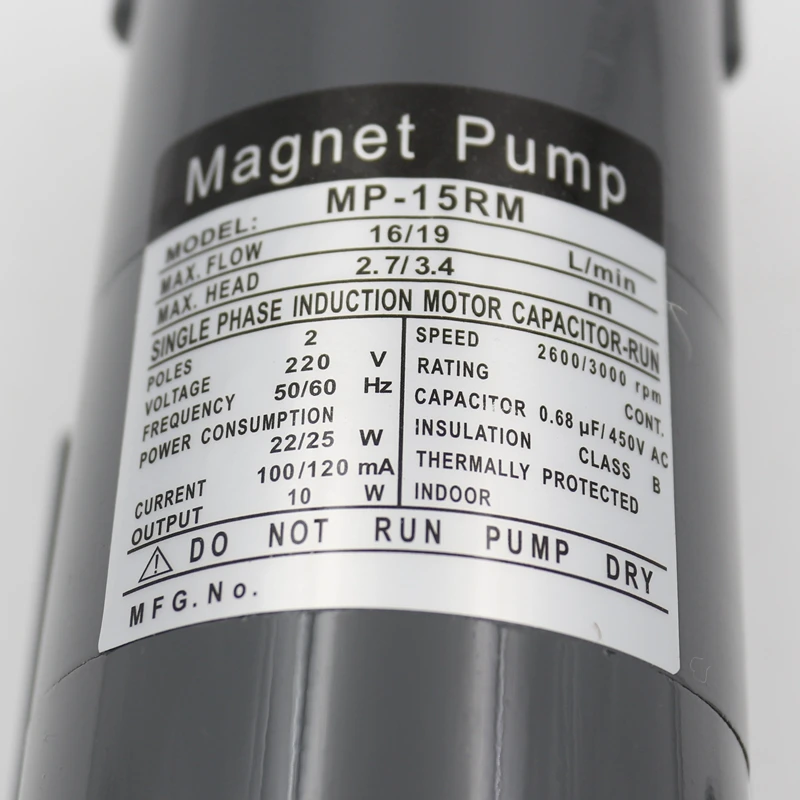 Magnet Pump
MODEL: MP-15RM
MAX. FLOW 16/19 L/min
MAX. HEAD 2.7/3.4 m
SINGLE PHASE INDUCTION MOTOR CAPACITOR-RUN
POLES 2
VOLTAGE 220 V
FREQUENCY 50/60 Hz
POWER CONSUMPTION
22/25 W
CURRENT 100/120 mA
OUTPUT 10 W
SPEED 2600/3000 rpm
RATING CONT.
CAPACITOR 0.68 µF/450V AC
INSULATION CLASS B
THERMALLY PROTECTED
INDOOR
DO NOT RUN PUMP DRY
MFG.No.